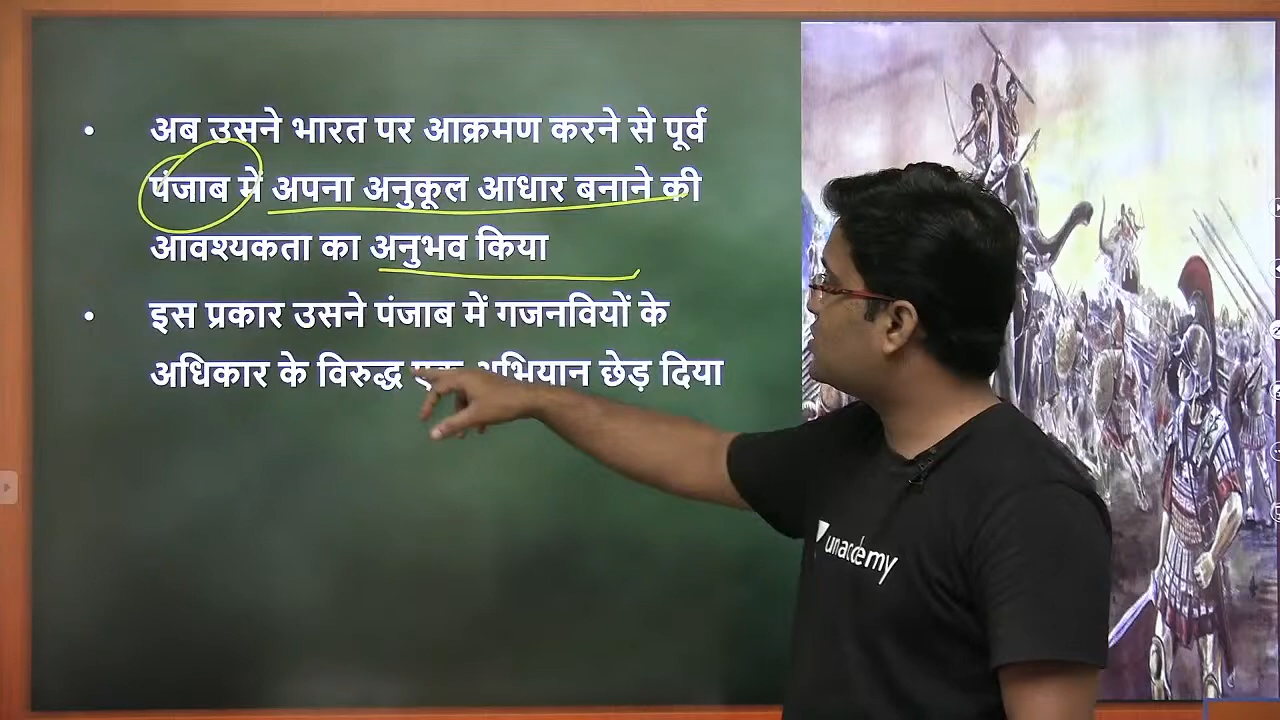 अब उसने भारत पर आक्रमण करने से पूर्व
पंजाब में अपना अनुकूल आधार बनाने की
आवश्यकता का अनुभव किया
इस प्रकार उसने पंजाब में गजनवियों के
अधिकार के विरुद्ध अभियान छेड़ दिया
unacademy